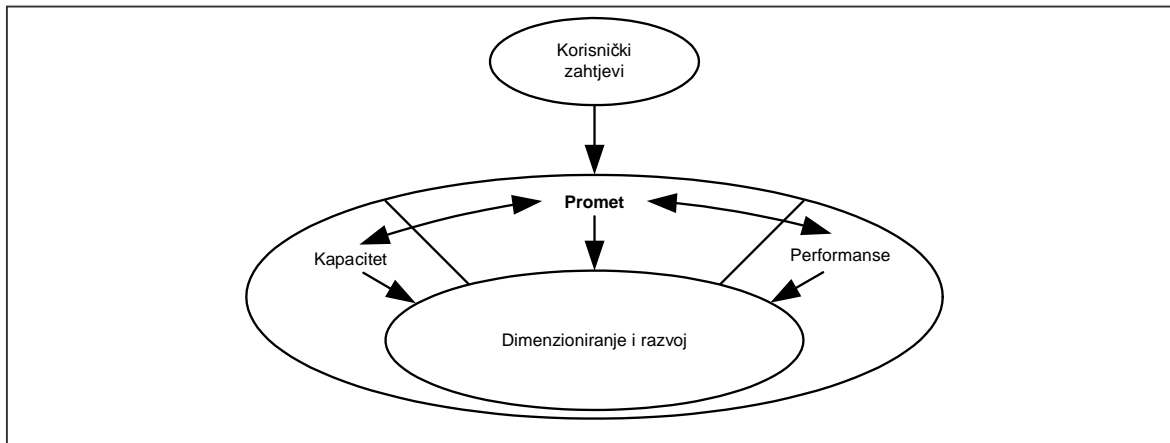 Korisnički
zahtjevi
Promet
Kapacitet
Performanse
Dimenzioniranje i razvoj